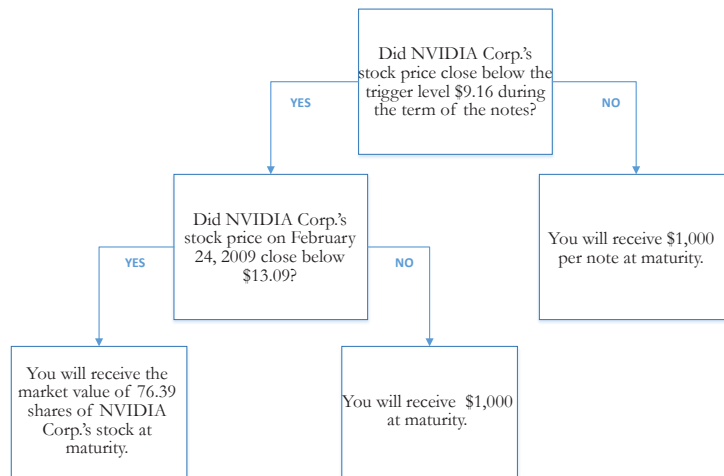 Did NVIDIA Corp.'s
stock price close below the
trigger level $9.16 during
the term of the notes?
YES
NO
Did NVIDIA Corp.'s
stock price on February
24, 2009 close below
$13.09?
You will receive $1,000
per note at maturity.
YES
NO
You will receive the
market value of 76.39
shares of NVIDIA
Corp.'s stock at
maturity.
You will receive $1,000
at maturity.